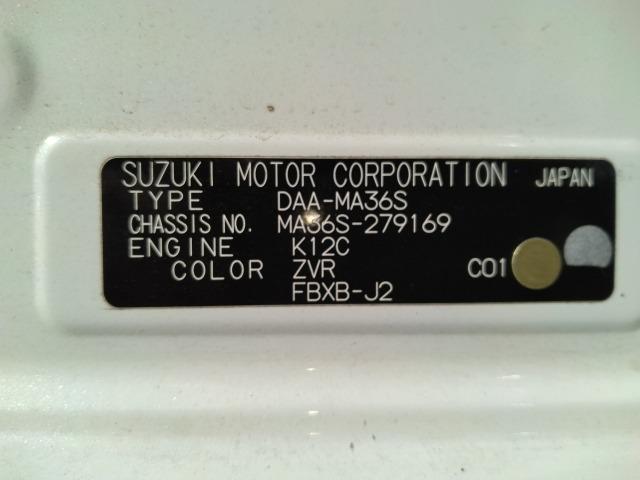 SUZUKI MOTOR CORPORATION JAPAN
TYPE DAA-MA36S
CHASSIS NO. MA36S-279169
ENGINE K12C
COLOR ZVR C01
FBXB-J2